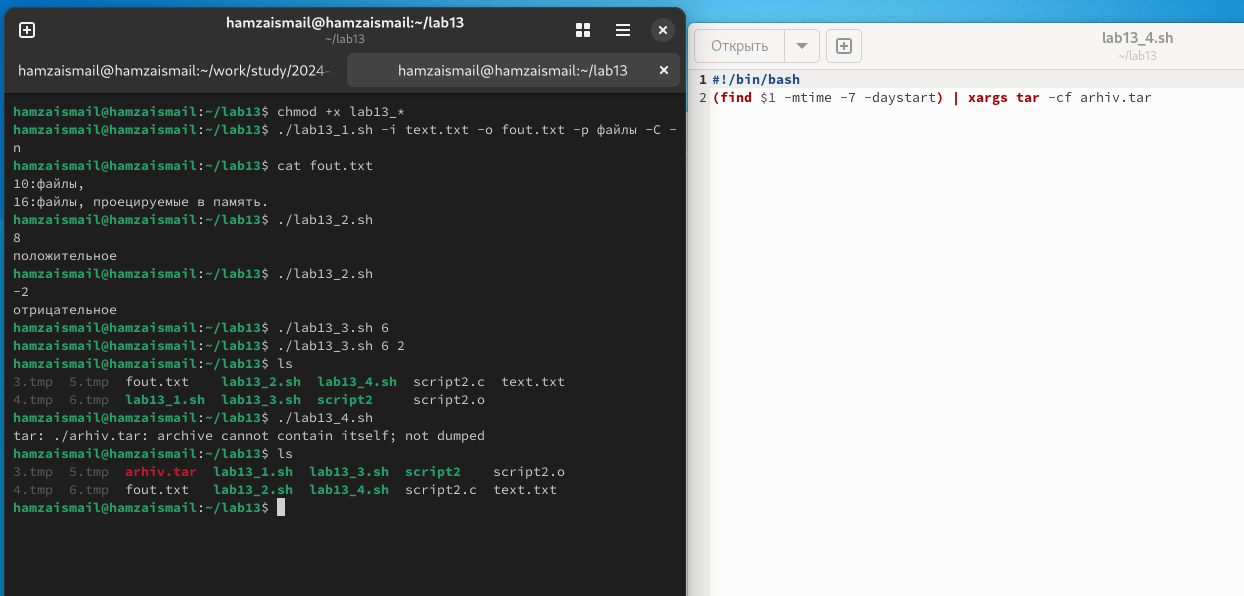 hamzaismail@hamzaismail:~/lab13
~/lab13
hamzaismail@hamzaismail:~/work/study/2024-
hamzaismail@hamzaismail:~/lab13
hamzaismail@hamzaismail:~/lab13$ chmod +x lab13_*
hamzaismail@hamzaismail:~/lab13$ ./lab13_1.sh -i text.txt -o fout.txt -p файлы -C -
n
hamzaismail@hamzaismail:~/lab13$ cat fout.txt
10:файлы,
16:файлы, проецируемые в память.
hamzaismail@hamzaismail:~/lab13$ ./lab13_2.sh
8
положительное
hamzaismail@hamzaismail:~/lab13$ ./lab13_2.sh
-2
отрицательное
hamzaismail@hamzaismail:~/lab13$ ./lab13_3.sh 6
hamzaismail@hamzaismail:~/lab13$ ./lab13_3.sh 6 2
hamzaismail@hamzaismail:~/lab13$ ls
3.tmp 5.tmp fout.txt lab13_2.sh lab13_4.sh script2.c text.txt
4.tmp 6.tmp lab13_1.sh lab13_3.sh script2 script2.o
hamzaismail@hamzaismail:~/lab13$ ./lab13_4.sh
tar: ./arhiv.tar: archive cannot contain itself; not dumped
hamzaismail@hamzaismail:~/lab13$ ls
3.tmp 5.tmp arhiv.tar lab13_1.sh lab13_3.sh script2 script2.o
4.tmp 6.tmp fout.txt lab13_2.sh lab13_4.sh script2.c text.txt
hamzaismail@hamzaismail:~/lab13$
Открыть
lab13_4.sh
~/lab13
1 #!/bin/bash
2 (find $1 -mtime -7 -daystart) | xargs tar -cf arhiv.tar